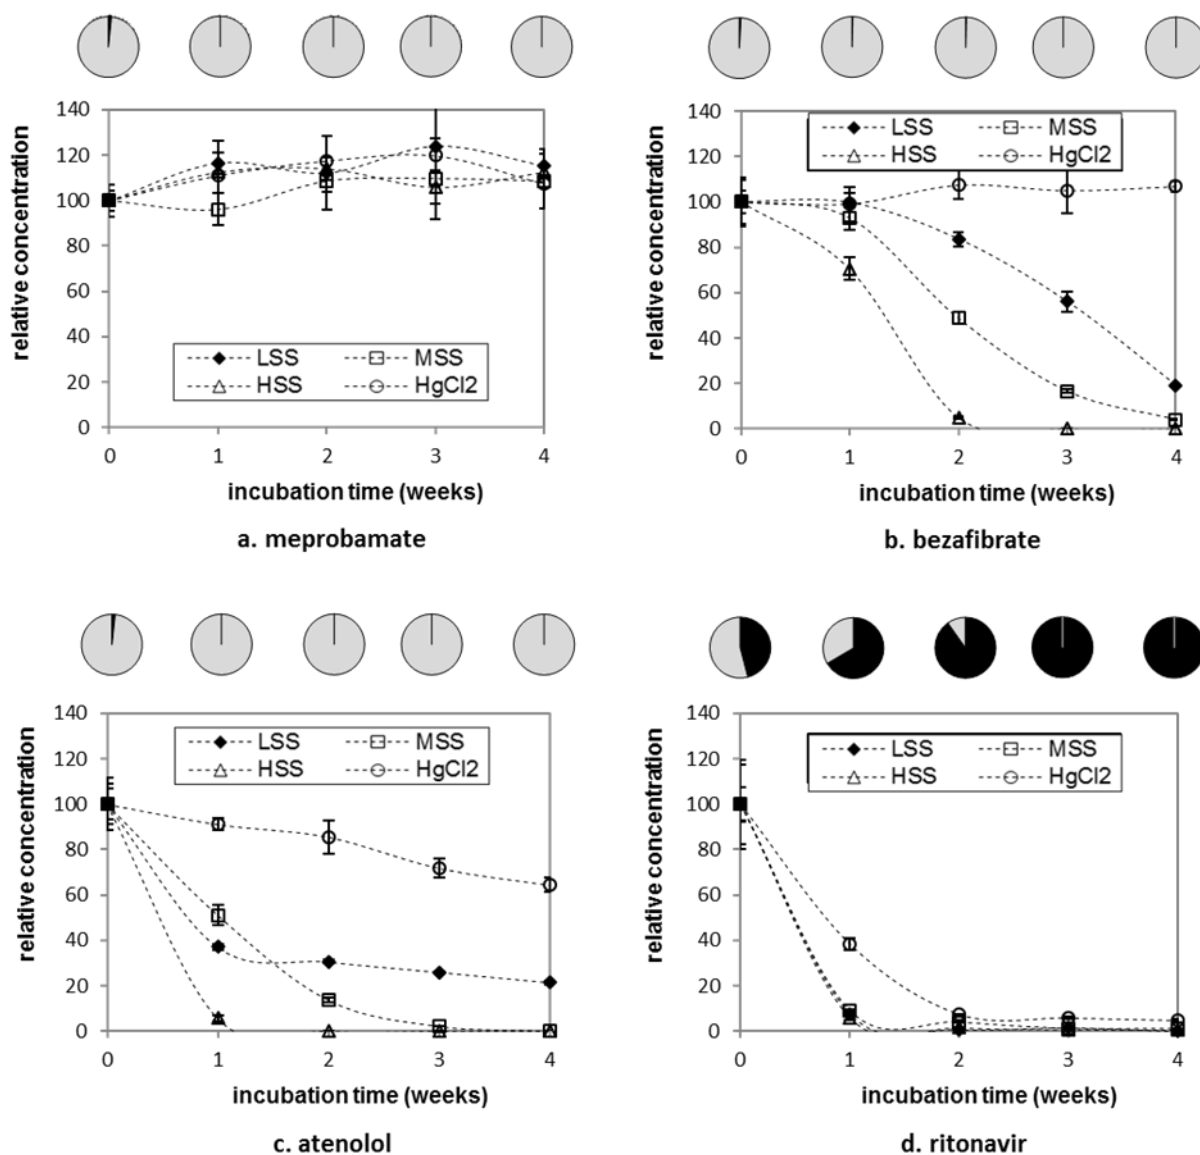 140
120
100
80
60
40
20
0
relative concentration
LSS MSS
HSS HgCl2
0 1 2 3 4
incubation time (weeks)
a. meprobamate
140
120
100
80
60
40
20
0
relative concentration
LSS MSS
HSS HgCl2
0 1 2 3 4
incubation time (weeks)
b. bezafibrate
140
120
100
80
60
40
20
0
relative concentration
LSS MSS
HSS HgCl2
0 1 2 3 4
incubation time (weeks)
c. atenolol
140
120
100
80
60
40
20
0
relative concentration
LSS MSS
HSS HgCl2
0 1 2 3 4
incubation time (weeks)
d. ritonavir